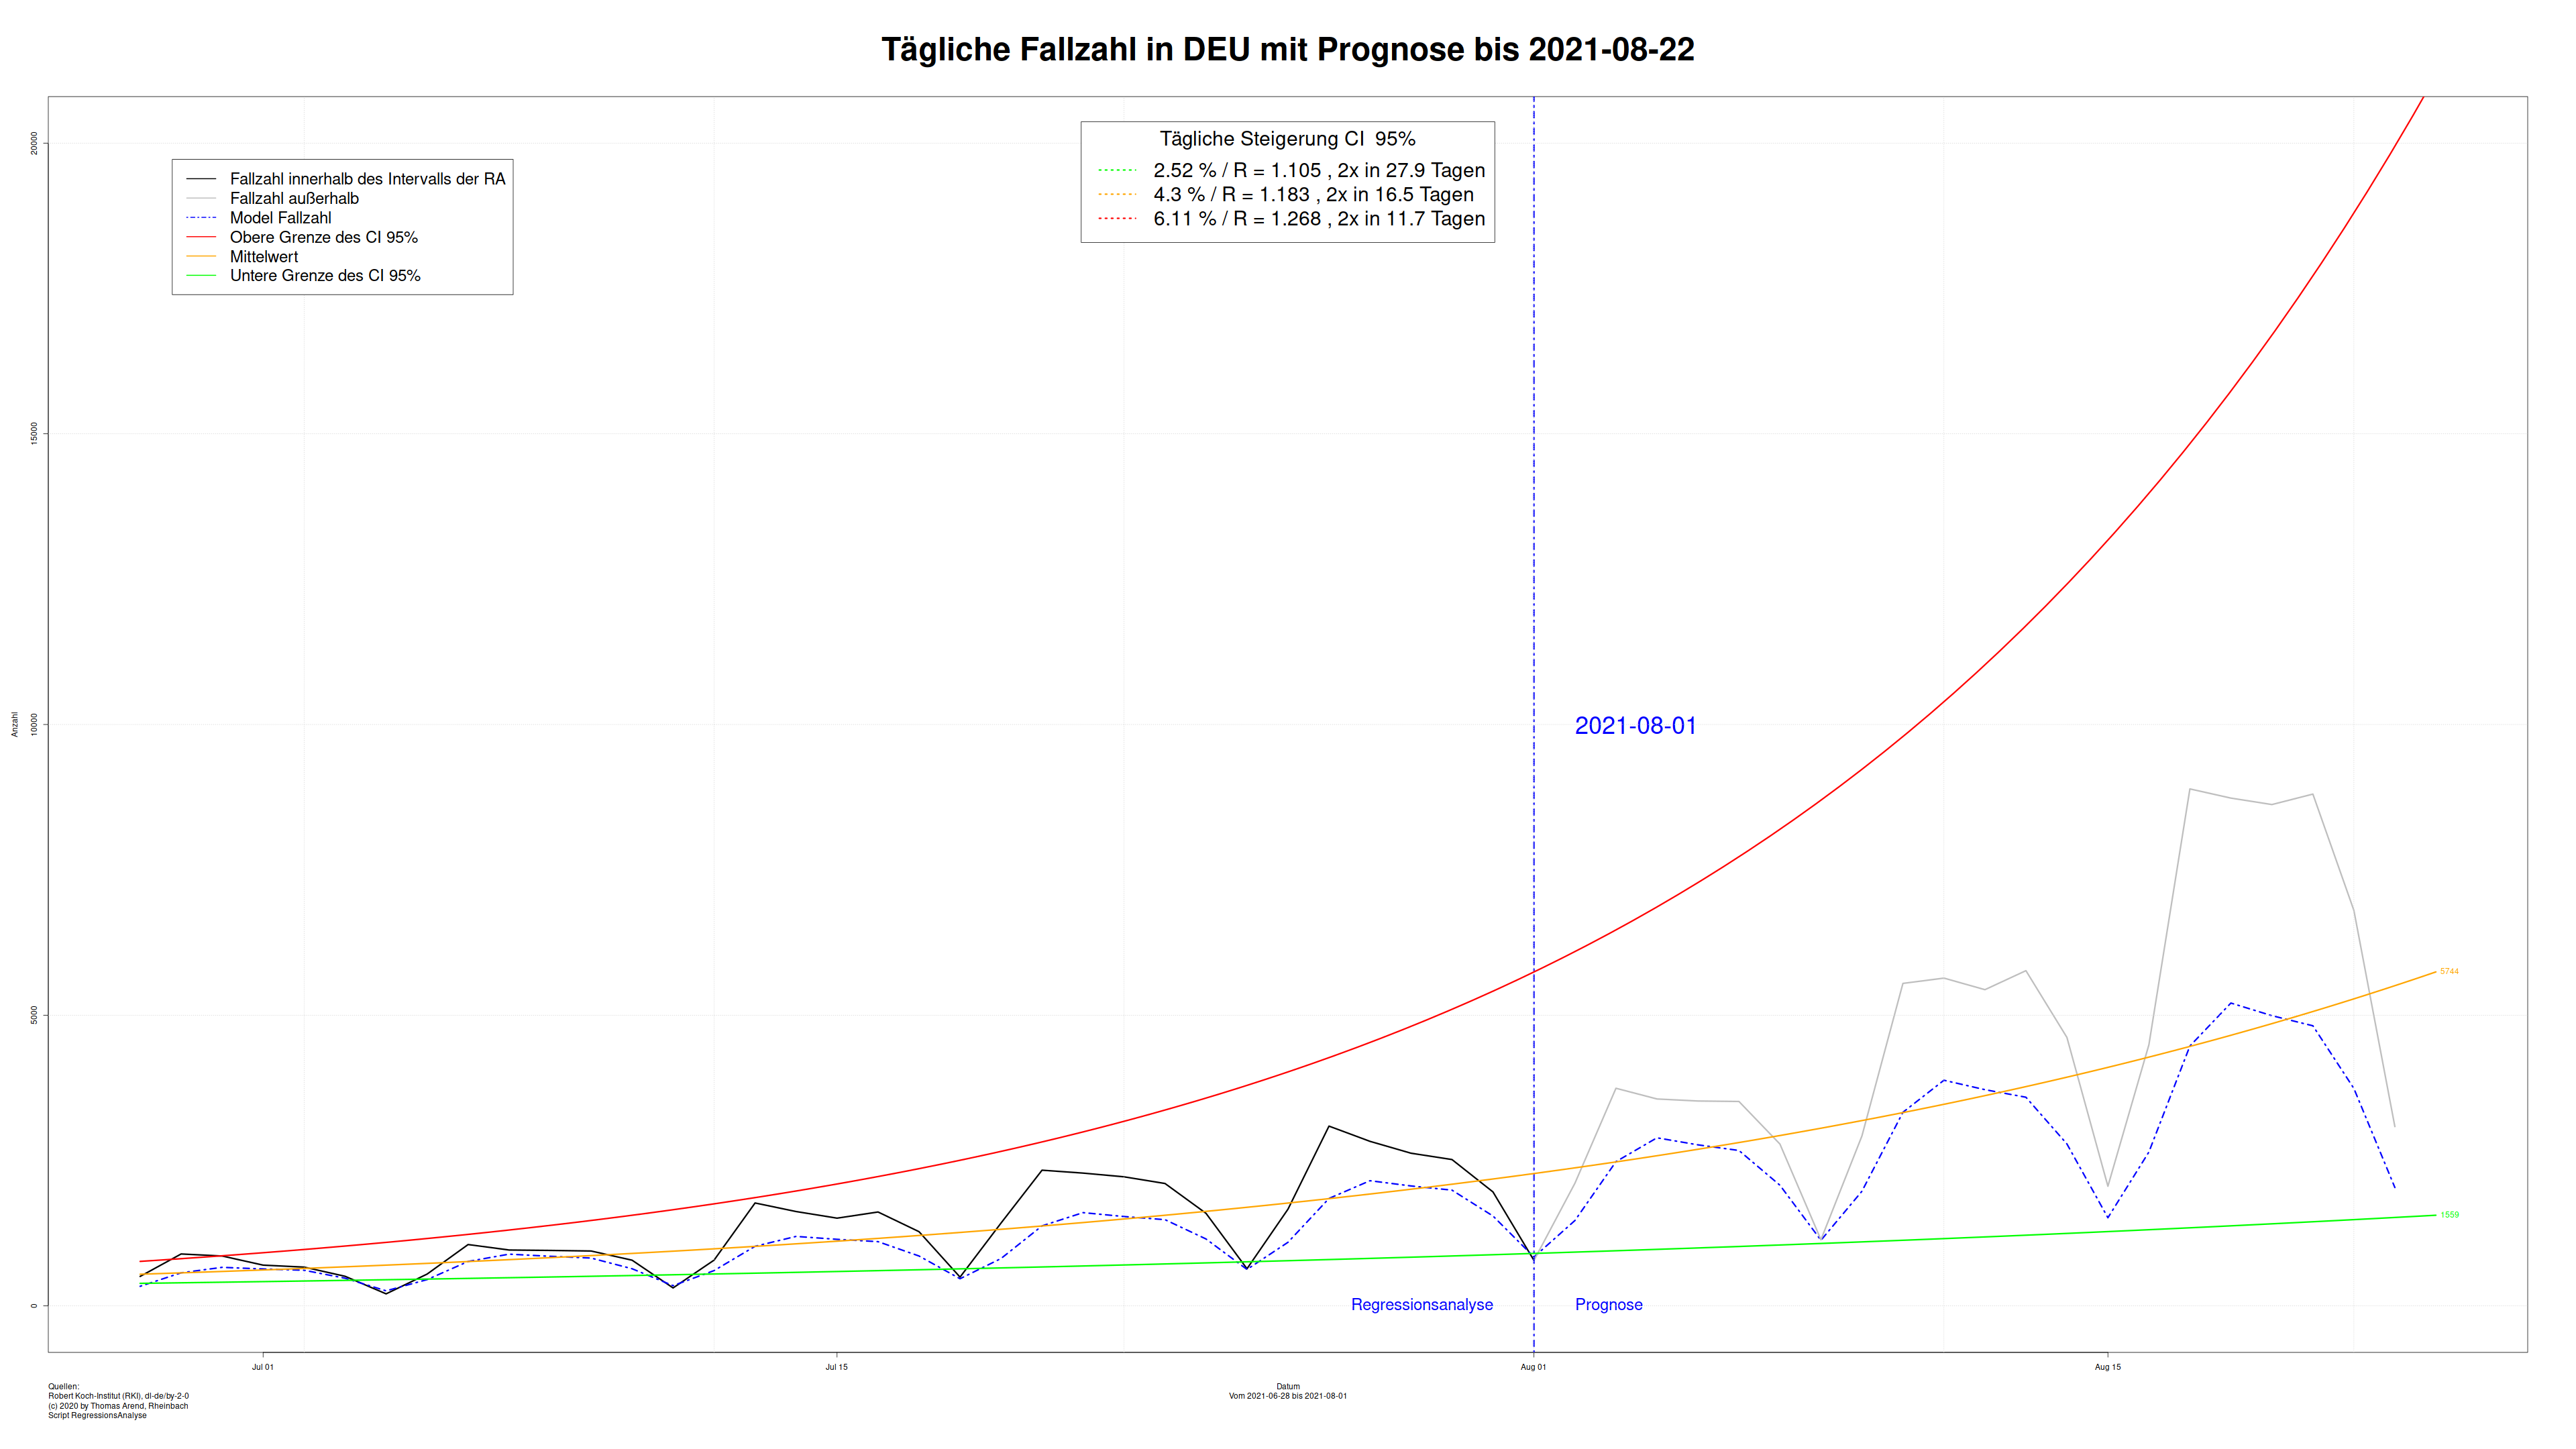 Tägliche Fallzahl in DEU mit Prognose bis 2021-08-22
Fallzahl innerhalb des Intervalls der RA
Fallzahl außerhalb
Model Fallzahl
Obere Grenze des CI 95%
Mittelwert
Untere Grenze des CI 95%
Tägliche Steigerung CI  95%
2.52 % / R = 1.105 , 2x in 27.9 Tagen
4.3 % / R = 1.183 , 2x in 16.5 Tagen
6.11 % / R = 1.268 , 2x in 11.7 Tagen
20000
15000
10000
5000
0
Anzahl
2021-08-01
5744
1559
Regressionsanalyse
Prognose
Jul 01
Jul 15
Aug 01
Aug 15
Datum
Vom 2021-06-28 bis 2021-08-01
Quellen:
Robert Koch-Institut (RKI), dl-de/by-2-0
(c) 2020 by Thomas Arend, Rheinbach
Script RegressionsAnalyse